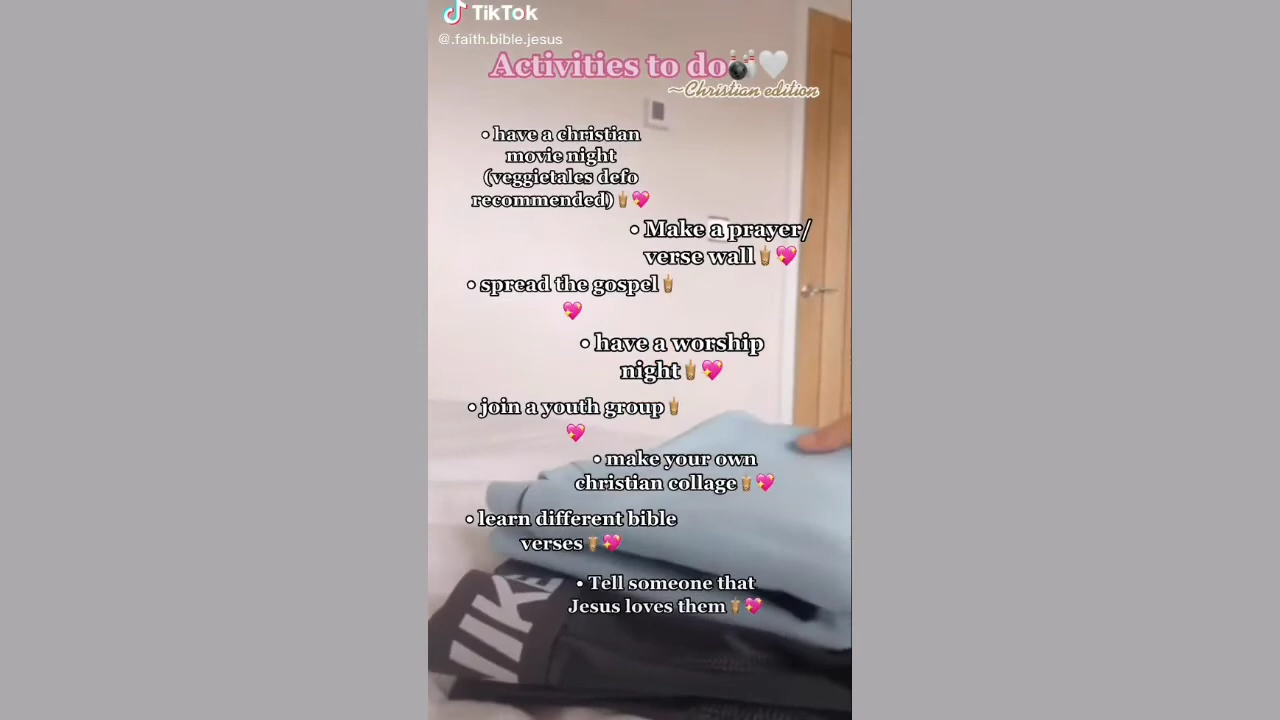 TikTok
@.faith.bible.jesus
Activities to do🎳🤍
~Christian edition
• have a christian
movie night
(veggietales defo
recommended)🧋💖
• Make a prayer/
verse wall🧋💖
• spread the gospel🧋
💖
• have a worship
night🧋💖
• join a youth group🧋
💖
• make your own
christian collage🧋💖
• learn different bible
verses🧋💖
• Tell someone that
Jesus loves them🧋💖
NIKE